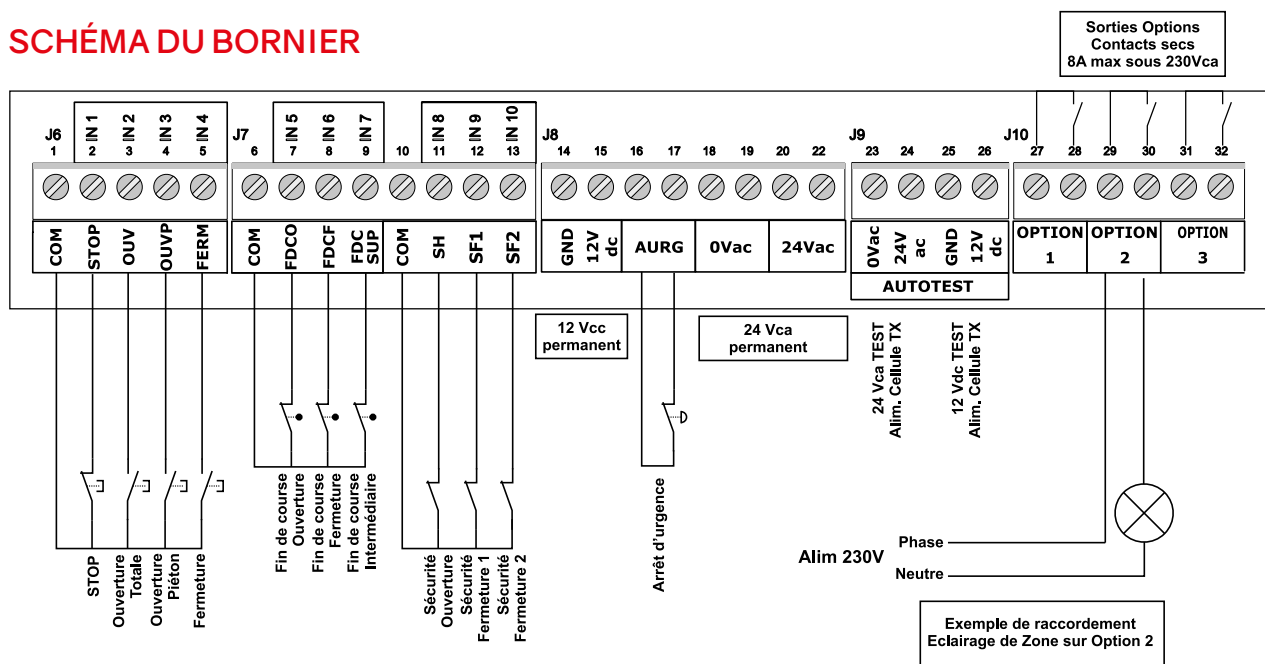 SCHÉMA DU BORNIER
Sorties Options
Contacts secs
8A max sous 230Vca
J6
IN 1
IN 2
IN 3
IN 4
1
2
3
4
5
J7
IN 5
IN 6
IN 7
IN 8
IN 9
IN 10
6
7
8
9
10
11
12
13
J8
14
15
16
17
18
19
20
22
J9
23
24
25
26
J10
27
28
29
30
31
32
COM
STOP
OUV
OUVP
FERM
COM
FDCO
FDCF
FDC
SUP
COM
SH
SF1
SF2
GND
12V
dc
AURG
0Vac
24Vac
0Vac
24V
ac
GND
12V
dc
AUTOTEST
OPTION
1
OPTION
2
OPTION
3
12 Vcc
permanent
24 Vca
permanent
24 Vca TEST
Alim. Cellule TX
12 Vdc TEST
Alim. Cellule TX
STOP
Ouverture
Totale
Ouverture
Piéton
Fermeture
Fin de course
Ouverture
Fin de course
Fermeture
Fin de course
Intermédiaire
Sécurité
Ouverture
Sécurité
Fermeture 1
Sécurité
Fermeture 2
Arrêt d'urgence
Alim 230V
Phase
Neutre
Exemple de raccordement
Eclairage de Zone sur Option 2